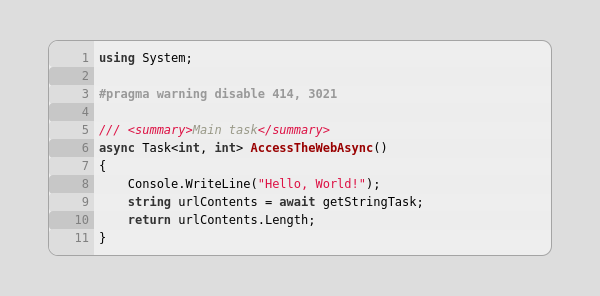 1 using System;
2
3 #pragma warning disable 414, 3021
4
5 /// <summary>Main task</summary>
6 async Task<int, int> AccessTheWebAsync()
7 {
8     Console.WriteLine("Hello, World!");
9     string urlContents = await getStringTask;
10     return urlContents.Length;
11 }